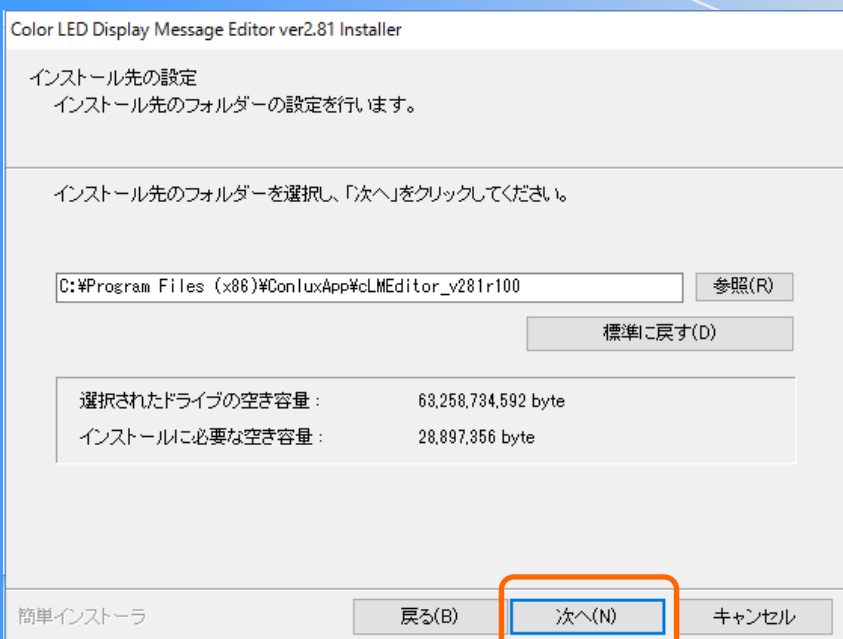 Color LED Display Message Editor ver2.81 Installer
インストール先の設定
インストール先のフォルダーの設定を行います。
インストール先のフォルダーを選択し、「次へ」をクリックしてください。
C:¥Program Files (x86)¥ConluxApp¥cLMEditor_v281r100
参照(R)
標準に戻す(D)
選択されたドライブの空き容量： 63,258,734,592 byte
インストールに必要な空き容量： 28,897,356 byte
簡単インストーラ
戻る(B)
次へ(N)
キャンセル